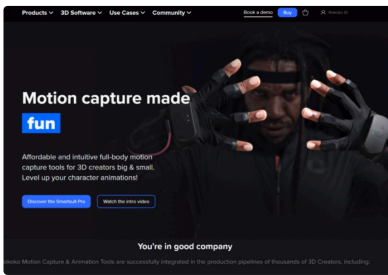 Products 3D Software Use Cases Community Book a demo Buy
Motion capture made
fun
Affordable and intuitive full-body motion
capture tools for 3D creators big & small.
Level up your character animations!
Discover the Smartsuit Pro Watch the intro video
You're in good company
okoko Motion Capture & Animation Tools are successfully integrated in the production pipelines of thousands of 3D Creators, including: